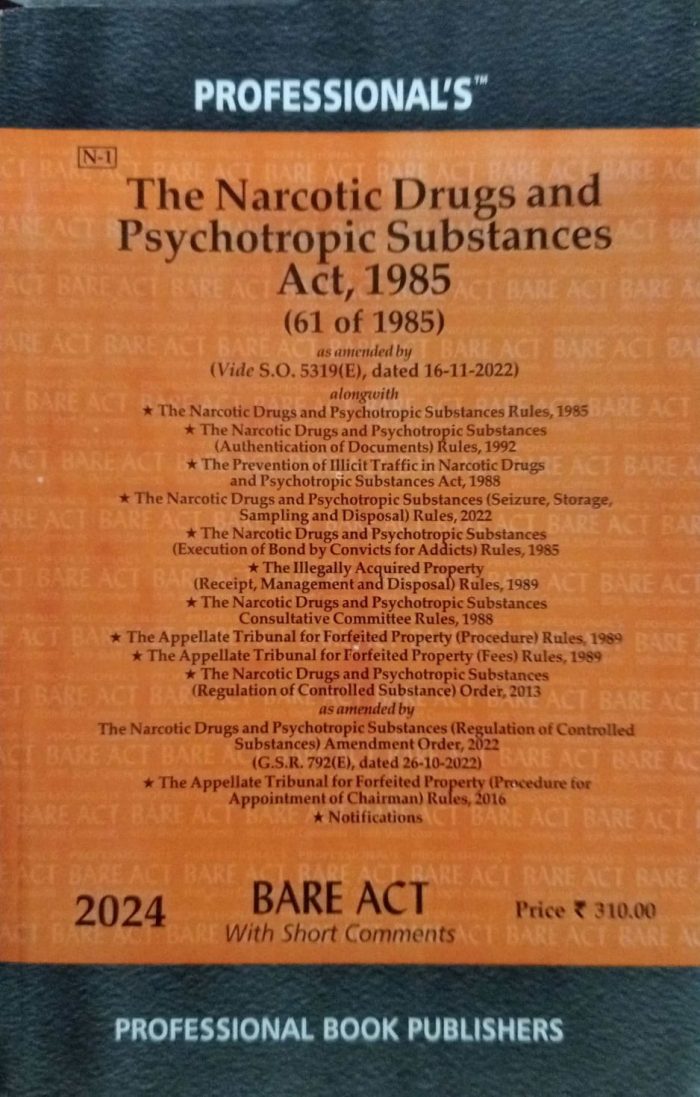 PROFESSIONAL'S™
N-1
The Narcotic Drugs and
Psychotropic Substances
Act, 1985
(61 of 1985)
as amended by
(Vide S.O. 5319(E), dated 16-11-2022)
alongwith
★ The Narcotic Drugs and Psychotropic Substances Rules, 1985
★ The Narcotic Drugs and Psychotropic Substances
(Authentication of Documents) Rules, 1992
★ The Prevention of Illicit Traffic in Narcotic Drugs
and Psychotropic Substances Act, 1988
★ The Narcotic Drugs and Psychotropic Substances (Seizure, Storage,
Sampling and Disposal) Rules, 2022
★ The Narcotic Drugs and Psychotropic Substances
(Execution of Bond by Convicts for Addicts) Rules, 1985
★ The Illegally Acquired Property
(Receipt, Management and Disposal) Rules, 1989
★ The Narcotic Drugs and Psychotropic Substances
Consultative Committee Rules, 1988
★ The Appellate Tribunal for Forfeited Property (Procedure) Rules, 1989
★ The Appellate Tribunal for Forfeited Property (Fees) Rules, 1989
★ The Narcotic Drugs and Psychotropic Substances
(Regulation of Controlled Substance) Order, 2013
as amended by
The Narcotic Drugs and Psychotropic Substances (Regulation of Controlled
Substances) Amendment Order, 2022
(G.S.R. 792(E), dated 26-10-2022)
★ The Appellate Tribunal for Forfeited Property (Procedure for
Appointment of Chairman) Rules, 2016
★ Notifications
2024
BARE ACT
With Short Comments
Price ₹ 310.00
PROFESSIONAL BOOK PUBLISHERS